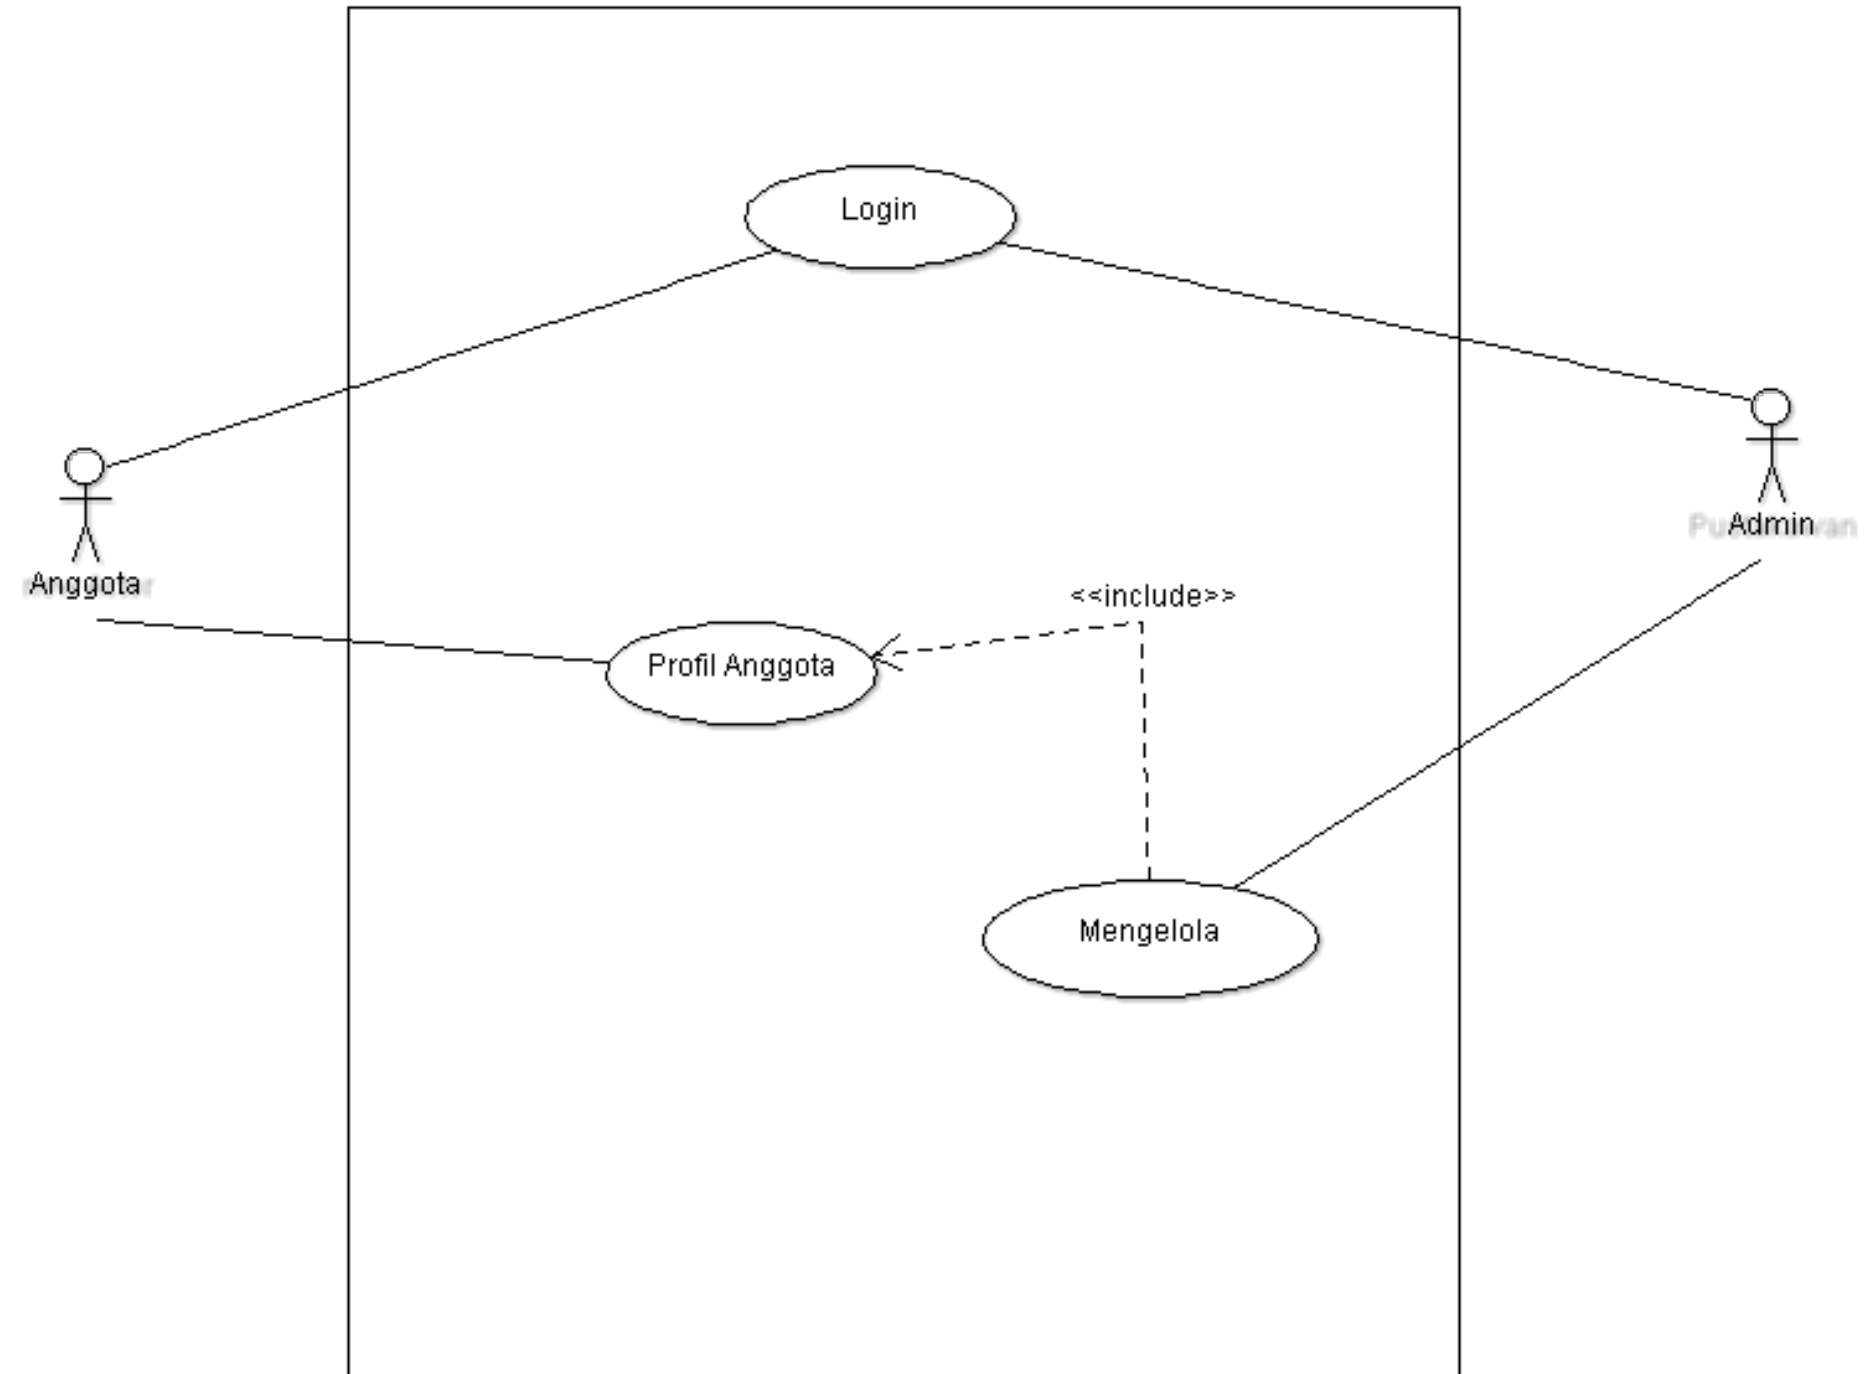 Login
Admin
Anggota
<<include>>
Profil Anggota
Mengelola